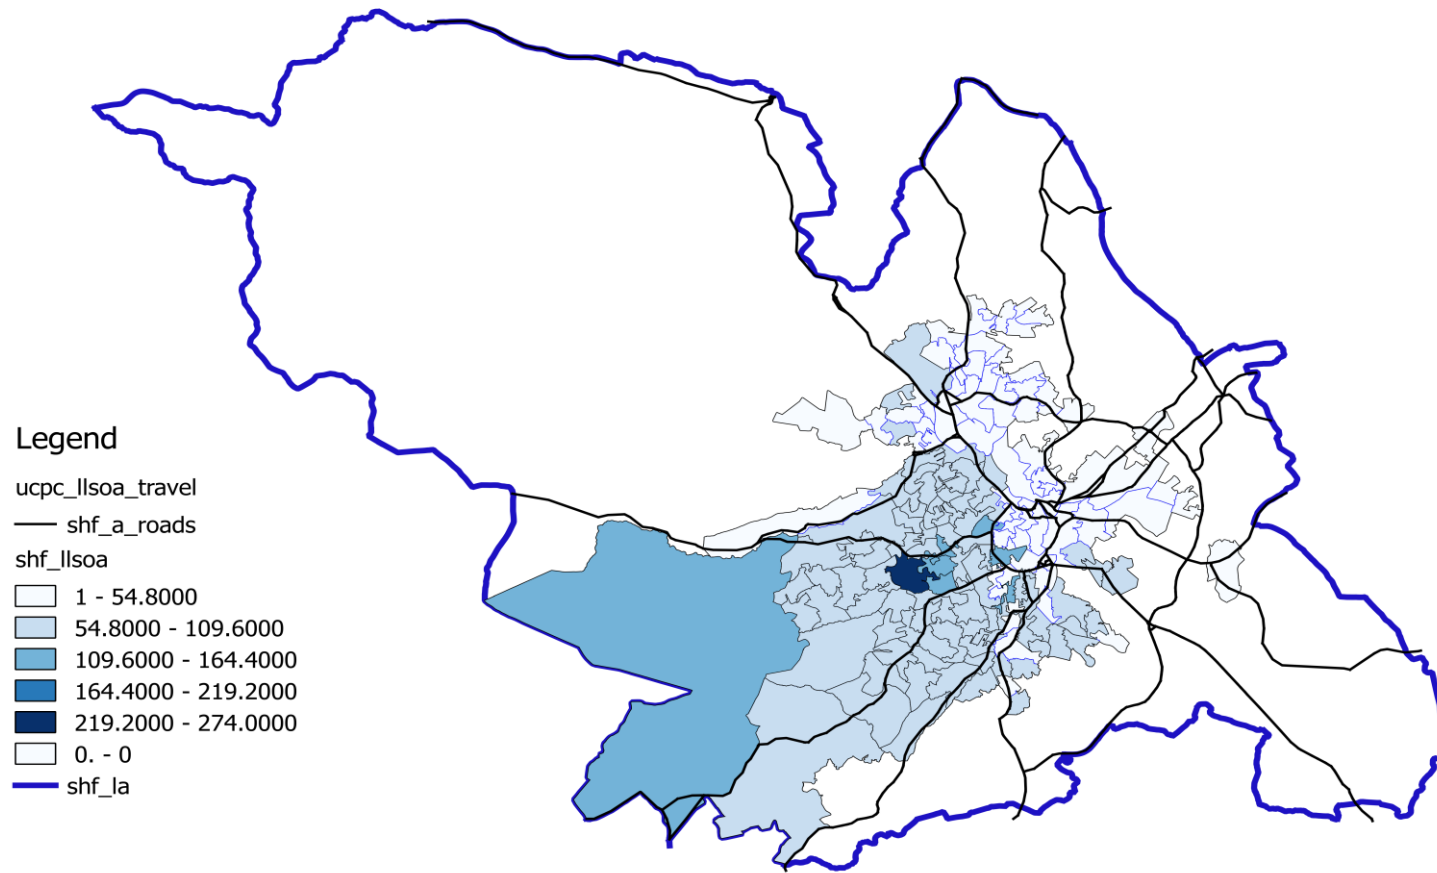 Legend
ucpc_llsoa_travel
shf_a_roads
shf_llsoa
1 - 54.8000
54.8000 - 109.6000
109.6000 - 164.4000
164.4000 - 219.2000
219.2000 - 274.0000
0. - 0
shf_la